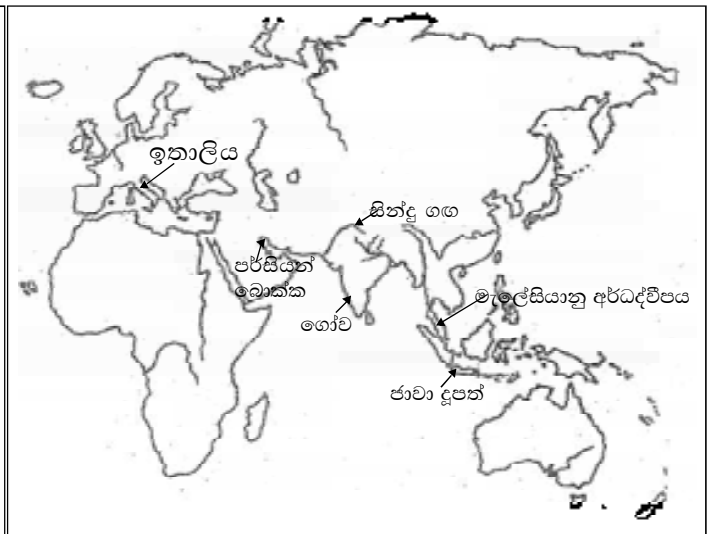 ඉතාලිය
සින්දු ගඟ
පර්සියන්
බොක්ක
මැලේසියානු අර්ධද්වීපය
ගෝව
ජාවා දූපත්